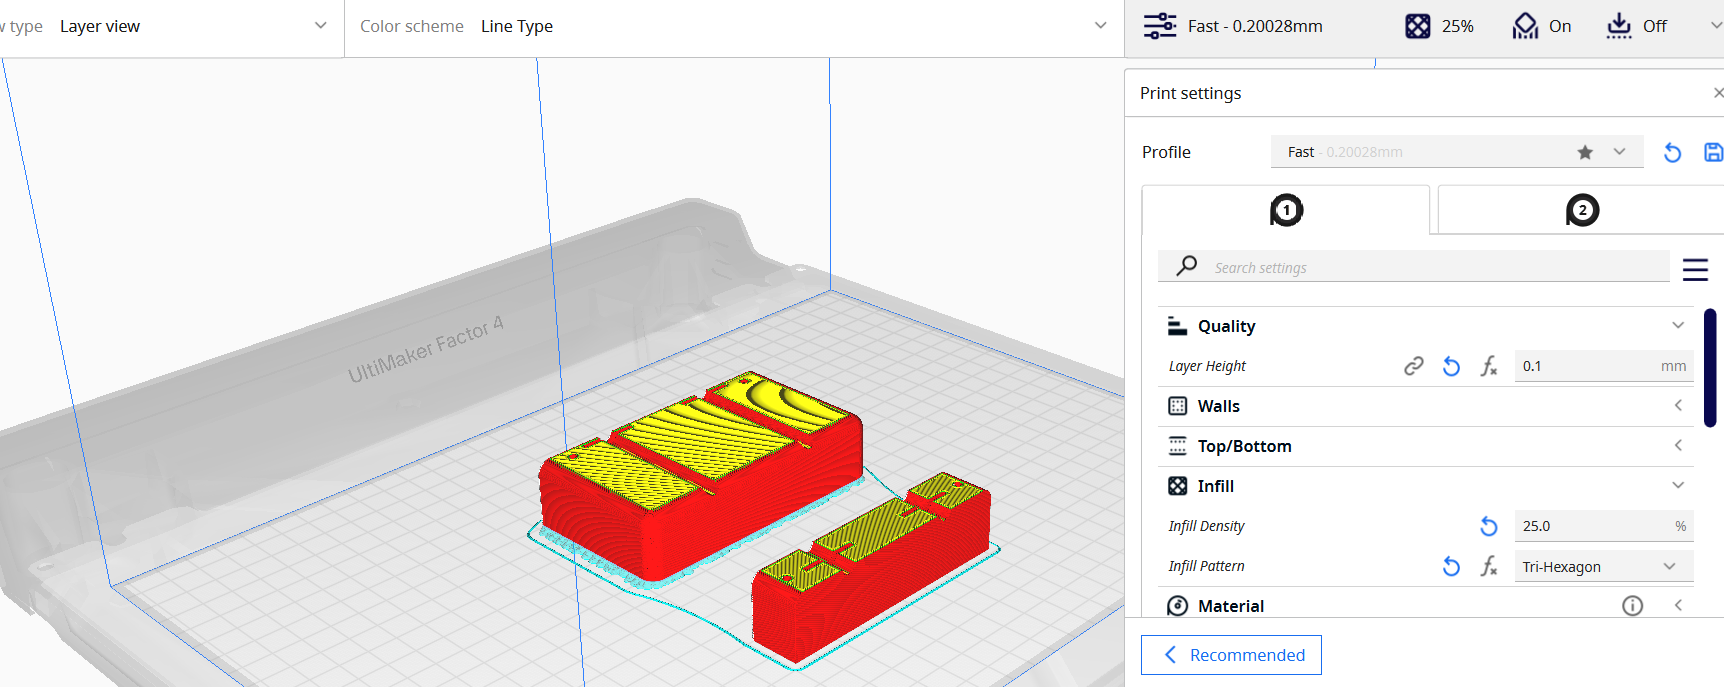 w type Layer view
Color scheme Line Type
Fast - 0.20028mm 25% On Off
Print settings
Profile Fast - 0.20028mm
1 2
Search settings
Quality
Layer Height 0.1 mm
Walls
Top/Bottom
Infill
Infill Density 25.0 %
Infill Pattern Tri-Hexagon
Material
Recommended
UltiMaker Factor 4